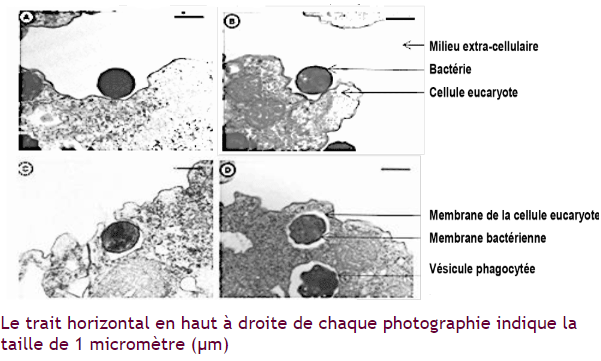 A
B
Milieu extra-cellulaire
Bactérie
Cellule eucaryote
C
D
Membrane de la cellule eucaryote
Membrane bactérienne
Vésicule phagocytée
Le trait horizontal en haut à droite de chaque photographie indique la
taille de 1 micromètre (µm)